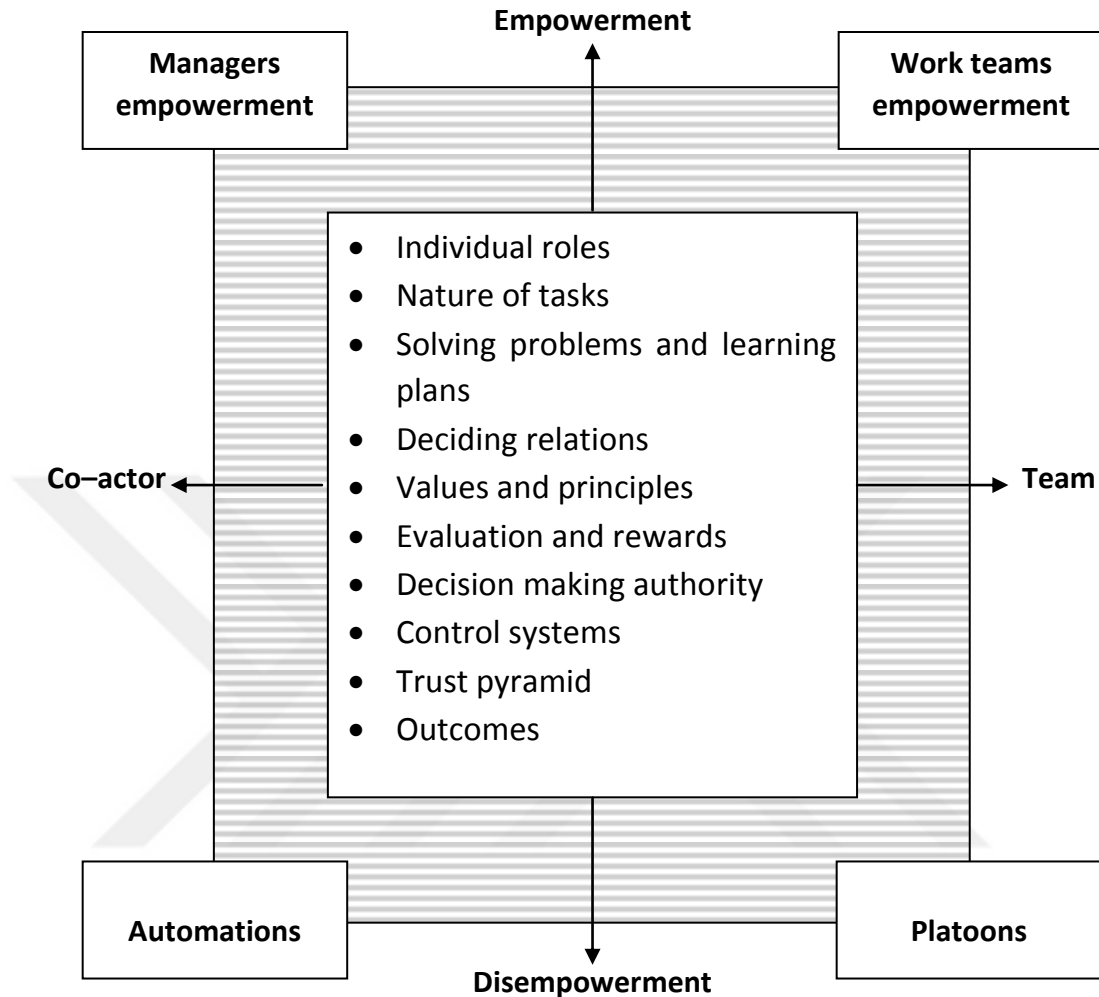 Empowerment
Managers
empowerment
Work teams
empowerment
• Individual roles
• Nature of tasks
• Solving problems and learning
plans
• Deciding relations
• Values and principles
• Evaluation and rewards
• Decision making authority
• Control systems
• Trust pyramid
• Outcomes
Co–actor
Team
Automations
Platoons
Disempowerment